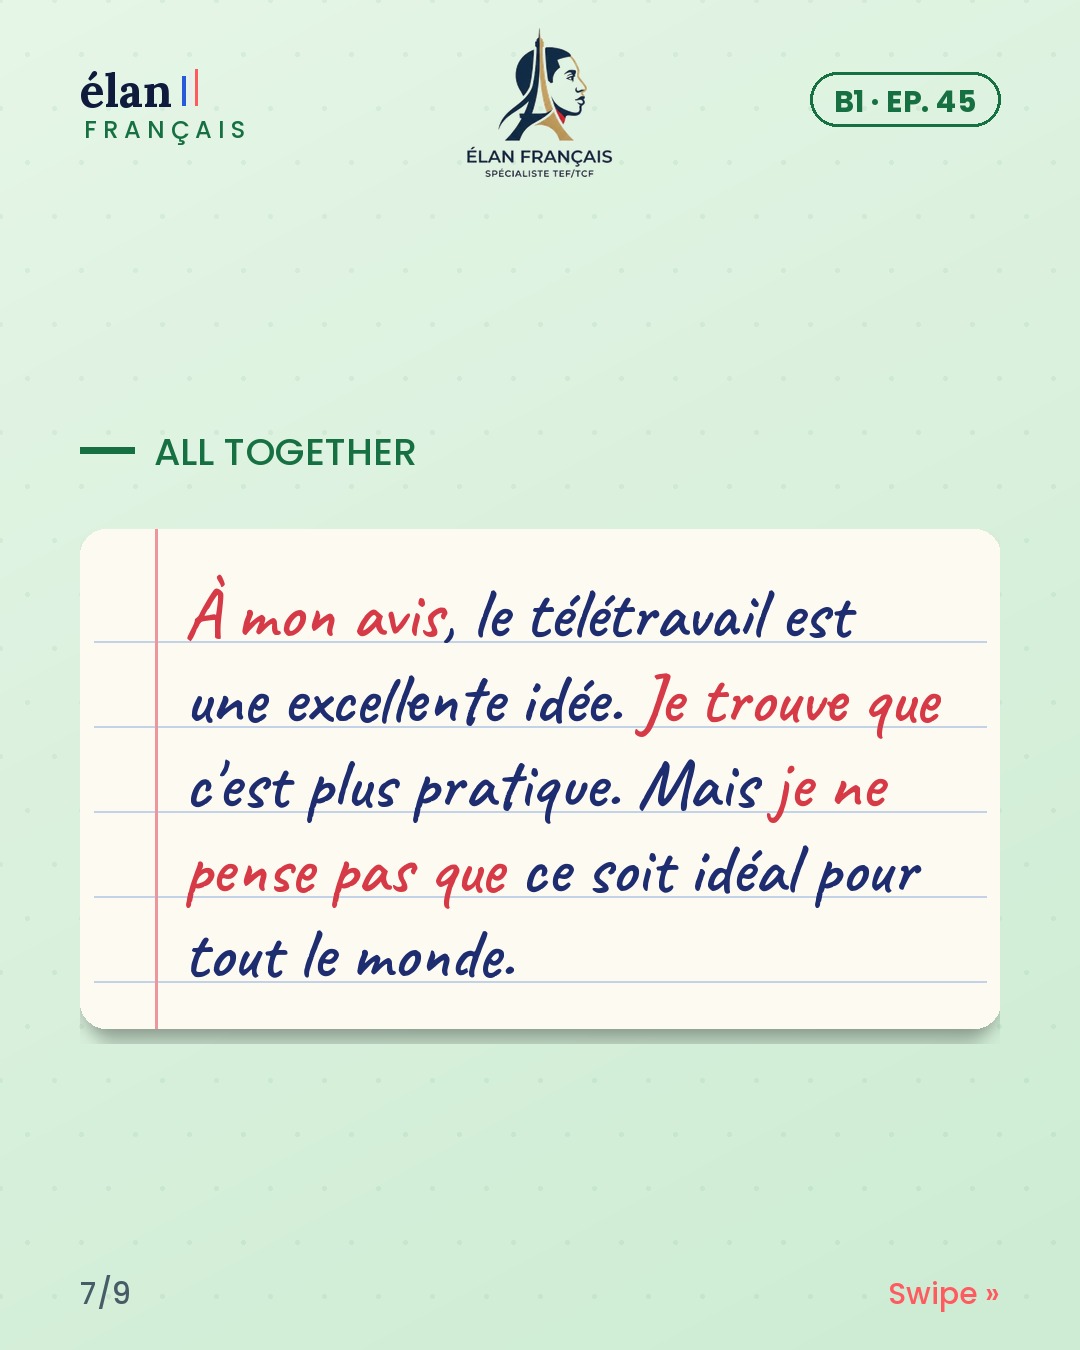 élan
FRANÇAIS
ÉLAN FRANÇAIS
SPÉCIALISTE TEF/TCF
B1 · EP. 45
ALL TOGETHER
À mon avis, le télétravail est
une excellente idée. Je trouve que
c'est plus pratique. Mais je ne
pense pas que ce soit idéal pour
tout le monde.
7/9
Swipe »